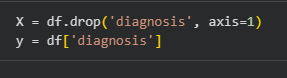 X = df.drop('diagnosis', axis=1)
y = df['diagnosis']